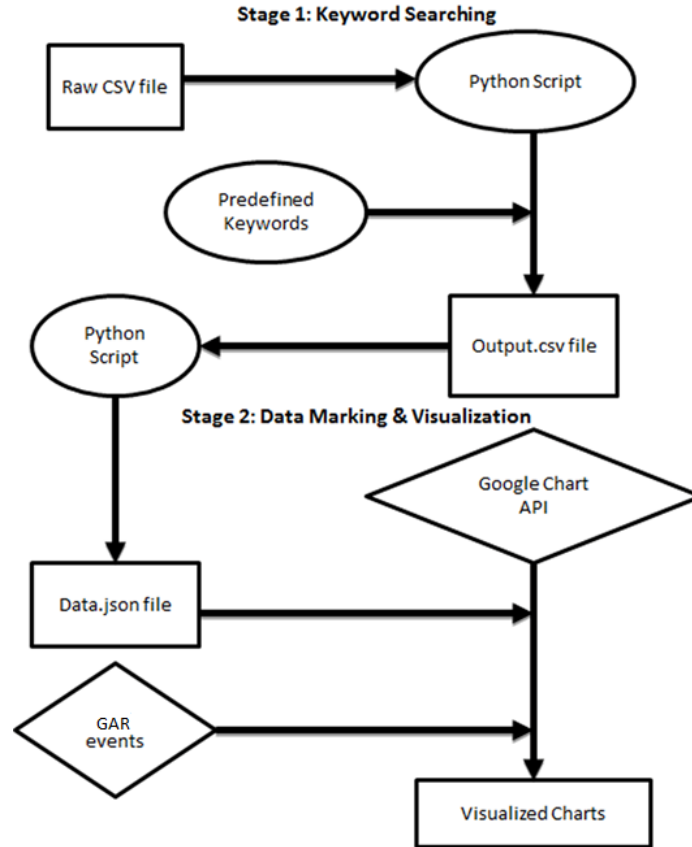 Stage 1: Keyword Searching
Raw CSV file
Python Script
Predefined
Keywords
Python
Script
Output.csv file
Stage 2: Data Marking & Visualization
Google Chart
API
Data.json file
GAR
events
Visualized Charts